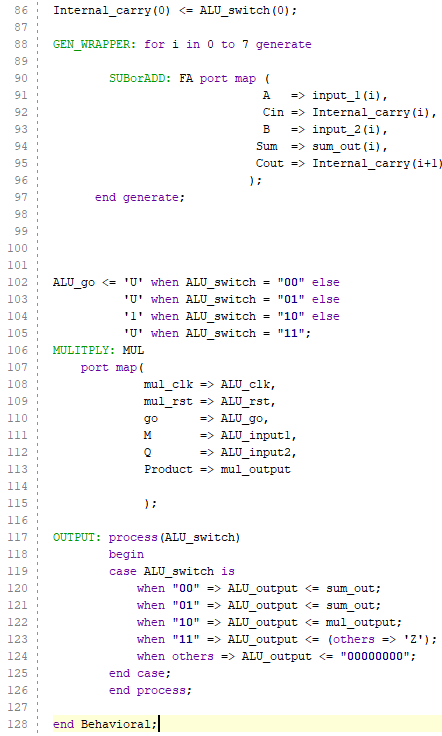 86 Internal_carry(0) <= ALU_switch(0);
87
88 GEN_WRAPPER: for i in 0 to 7 generate
89
90 SUBorADD: FA port map (
91 A => input_1(i),
92 Cin => Internal_carry(i),
93 B => input_2(i),
94 Sum => sum_out(i),
95 Cout => Internal_carry(i+1)
96 );
97 end generate;
98
99
100
101
102 ALU_go <= 'U' when ALU_switch = "00" else
103 'U' when ALU_switch = "01" else
104 '1' when ALU_switch = "10" else
105 'U' when ALU_switch = "11";
106 MULITPLY: MUL
107 port map(
108 mul_clk => ALU_clk,
109 mul_rst => ALU_rst,
110 go => ALU_go,
111 M => ALU_input1,
112 Q => ALU_input2,
113 Product => mul_output
114
115 );
116
117 OUTPUT: process(ALU_switch)
118 begin
119 case ALU_switch is
120 when "00" => ALU_output <= sum_out;
121 when "01" => ALU_output <= sum_out;
122 when "10" => ALU_output <= mul_output;
123 when "11" => ALU_output <= (others => 'Z');
124 when others => ALU_output <= "00000000";
125 end case;
126 end process;
127
128 end Behavioral;